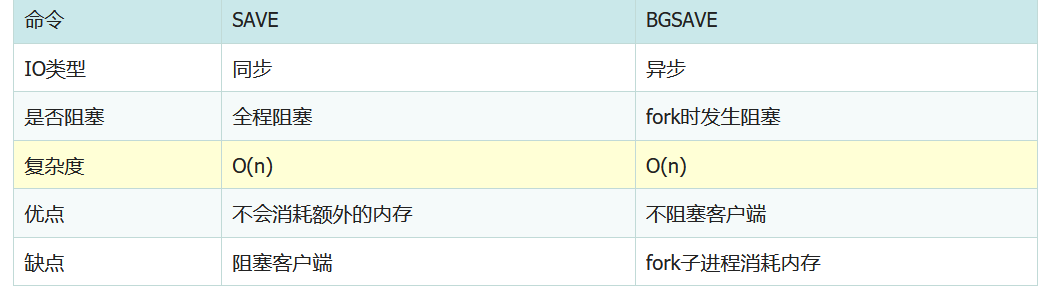 命令 SAVE BGSAVE
IO类型 同步 异步
是否阻塞 全程阻塞 fork时发生阻塞
复杂度 O(n) O(n)
优点 不会消耗额外的内存 不阻塞客户端
缺点 阻塞客户端 fork子进程消耗内存